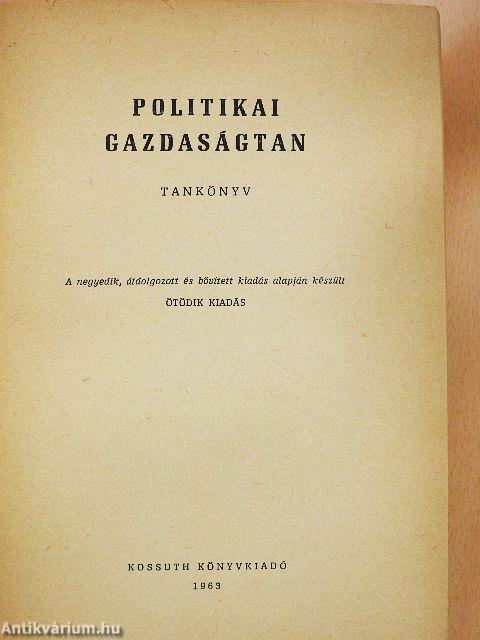 POLITIKAI
GAZDASÁGTAN
TANKÖNYV
A negyedik, átdolgozott és bővített kiadás alapján készült
ÖTÖDIK KIADÁS
KOSSUTH KÖNYVKIADÓ
1963
Antikvárium.hu